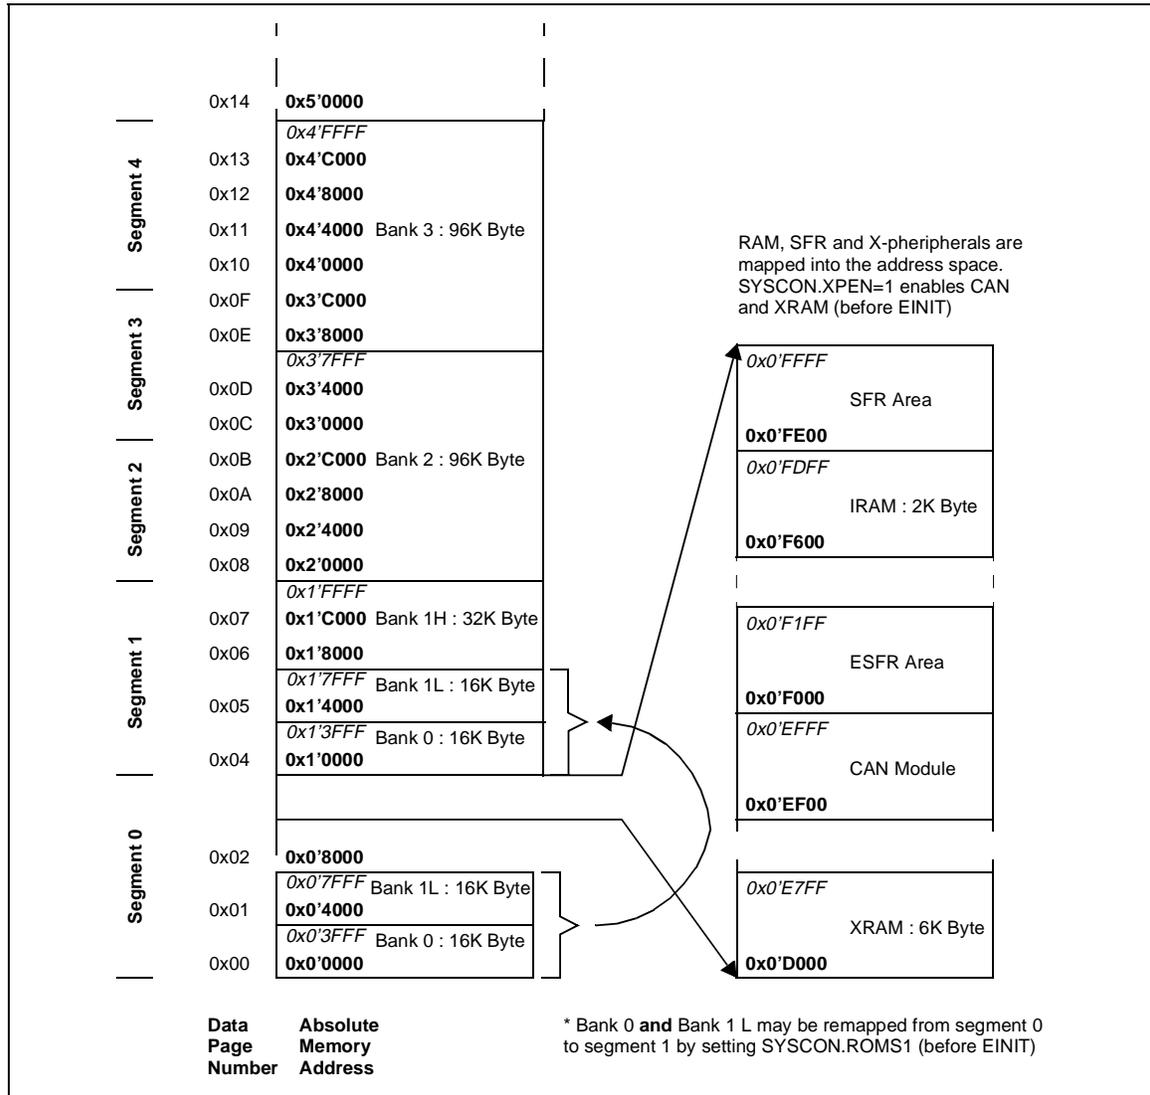 0x14 0x5'0000
0x4'FFFF
0x13 0x4'C000
0x12 0x4'8000
0x11 0x4'4000 Bank 3 : 96K Byte
0x10 0x4'0000
Segment 4
0x0F 0x3'C000
0x0E 0x3'8000
0x3'7FFF
0x0D 0x3'4000
0x0C 0x3'0000
Segment 3
0x0B 0x2'C000 Bank 2 : 96K Byte
0x0A 0x2'8000
0x09 0x2'4000
0x08 0x2'0000
Segment 2
0x1'FFFF
0x07 0x1'C000 Bank 1H : 32K Byte
0x06 0x1'8000
0x1'7FFF Bank 1L : 16K Byte
0x05 0x1'4000
0x1'3FFF Bank 0 : 16K Byte
0x04 0x1'0000
Segment 1
0x02 0x0'8000
0x0'7FFF Bank 1L : 16K Byte
0x01 0x0'4000
0x0'3FFF Bank 0 : 16K Byte
0x00 0x0'0000
Segment 0
Data Page Number
Absolute Memory Address
RAM, SFR and X-pheripherals are
mapped into the address space.
SYSCON.XPEN=1 enables CAN
and XRAM (before EINIT)
0x0'FFFF
SFR Area
0x0'FE00
0x0'FDFF
IRAM : 2K Byte
0x0'F600
0x0'F1FF
ESFR Area
0x0'F000
0x0'EFFF
CAN Module
0x0'EF00
0x0'E7FF
XRAM : 6K Byte
0x0'D000
* Bank 0 and Bank 1 L may be remapped from segment 0
to segment 1 by setting SYSCON.ROMS1 (before EINIT)